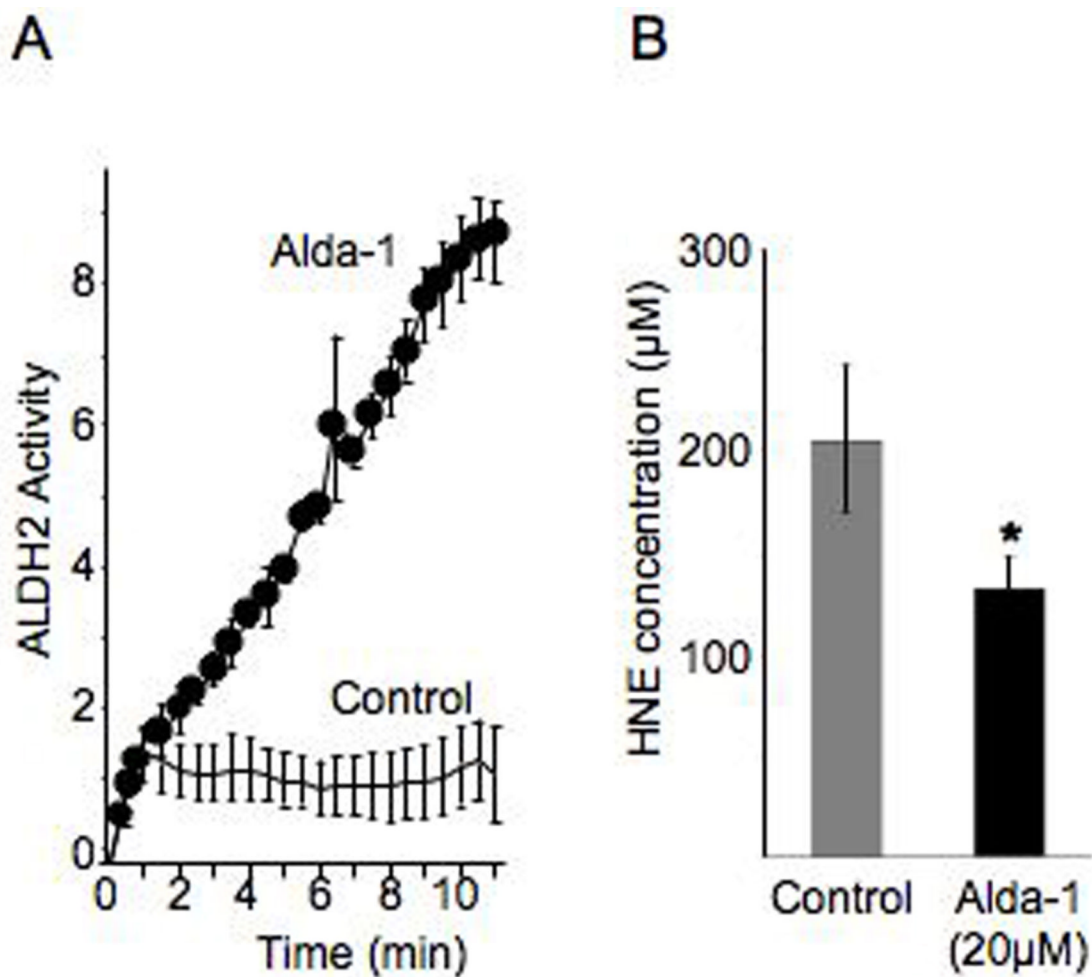 A
Alda-1
Control
ALDH2 Activity
8
6
4
2
0
0 2 4 6 8 10
Time (min)
B
HNE concentration (µM)
300
200
100
*
Control
Alda-1
(20µM)